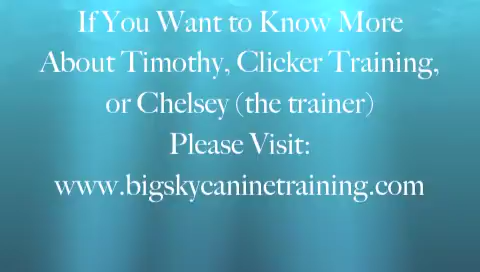 If You Want to Know More
About Timothy, Clicker Training,
or Chelsey (the trainer)
Please Visit:
www.bigskycaninetraining.com